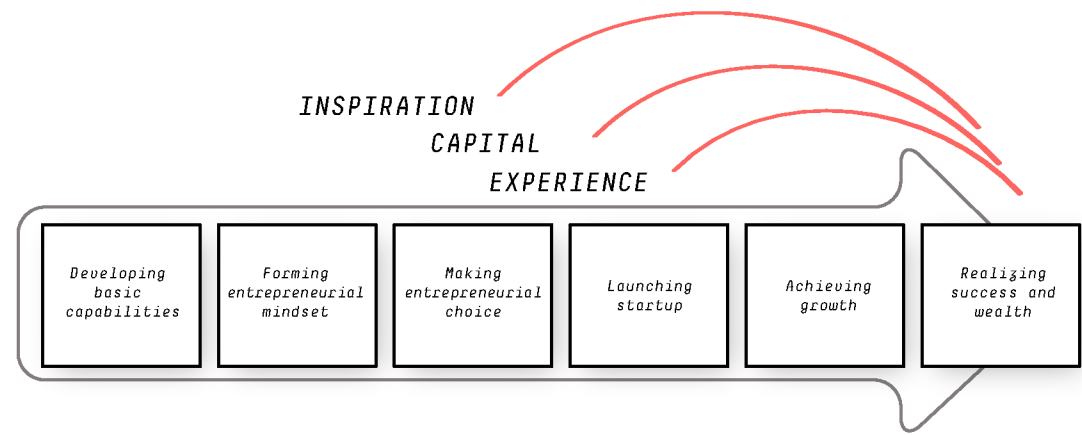 INSPIRATION
CAPITAL
EXPERIENCE
Developing
basic
capabilities
Forming
entrepreneurial
mindset
Making
entrepreneurial
choice
Launching
startup
Achieving
growth
Realizing
success and
wealth